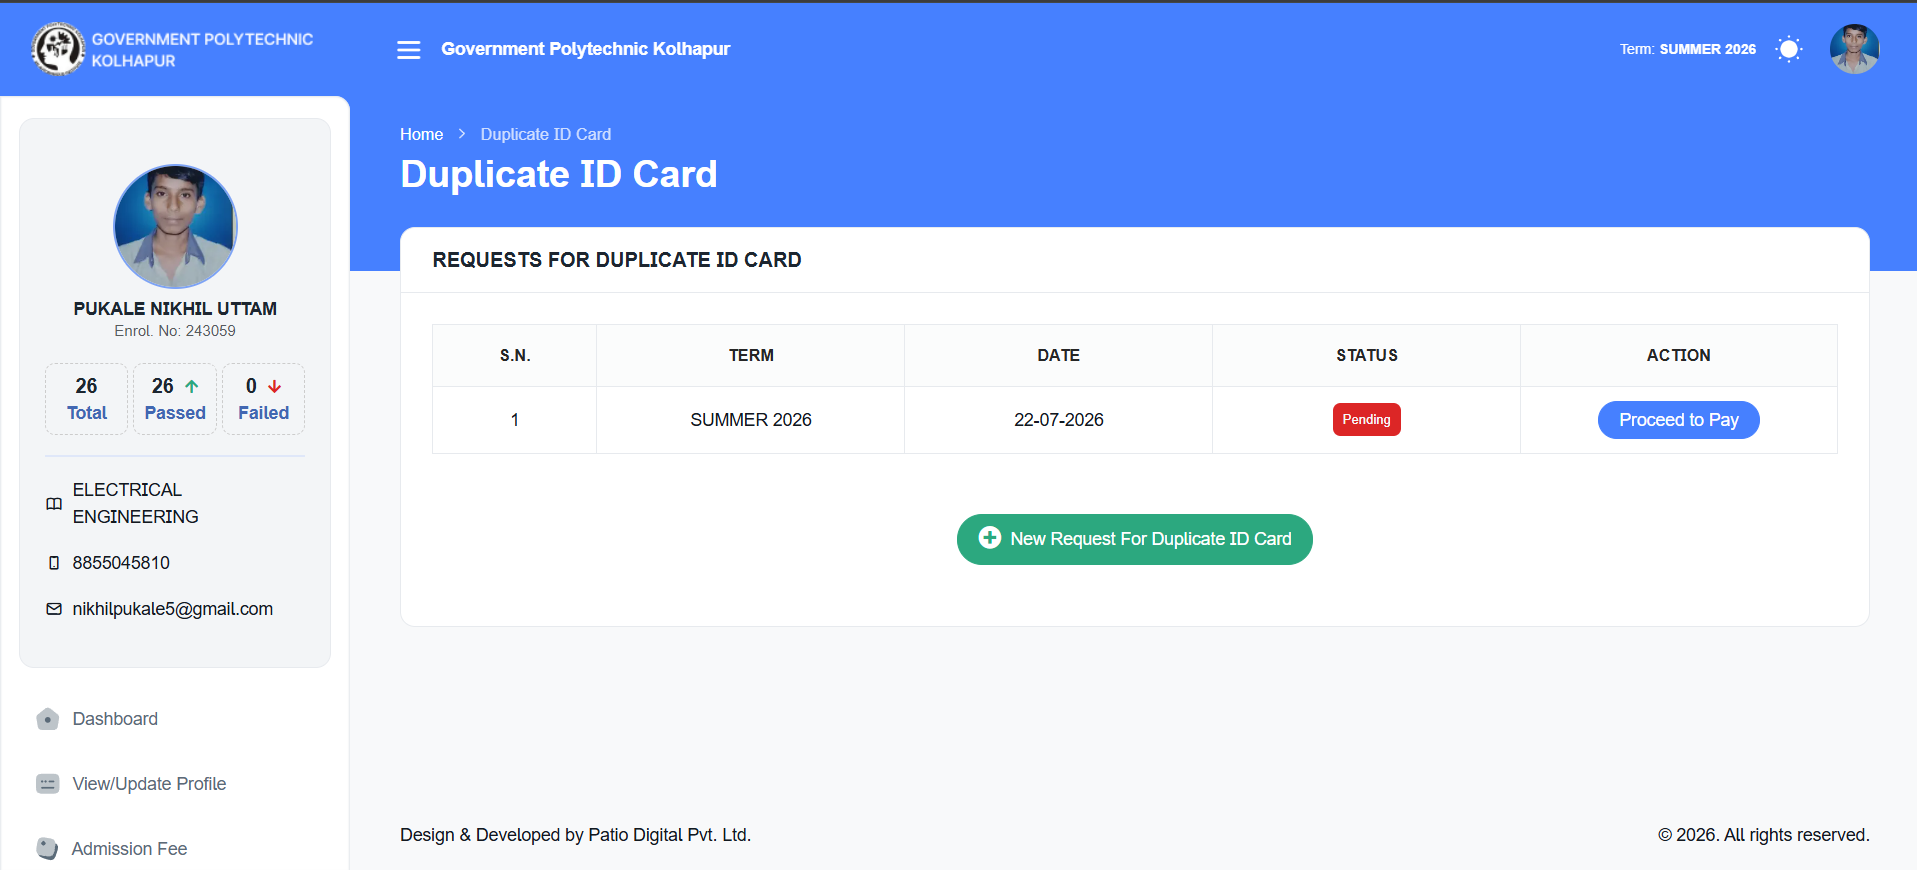 GOVERNMENT POLYTECHNIC
KOLHAPUR
Government Polytechnic Kolhapur
Term: SUMMER 2026
Home > Duplicate ID Card
Duplicate ID Card
PUKALE NIKHIL UTTAM
Enrol. No: 243059
26 26 0
Total Passed Failed
ELECTRICAL
ENGINEERING
8855045810
nikhilpukale5@gmail.com
Dashboard
View/Update Profile
Admission Fee
REQUESTS FOR DUPLICATE ID CARD
S.N. TERM DATE STATUS ACTION
1 SUMMER 2026 22-07-2026 Pending Proceed to Pay
New Request For Duplicate ID Card
Design & Developed by Patio Digital Pvt. Ltd.
© 2026. All rights reserved.